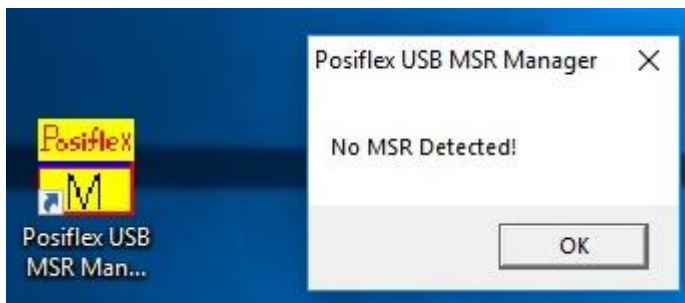 Posiflex
M
Posiflex USB
MSR Man...
Posiflex USB MSR Manager
No MSR Detected!
OK